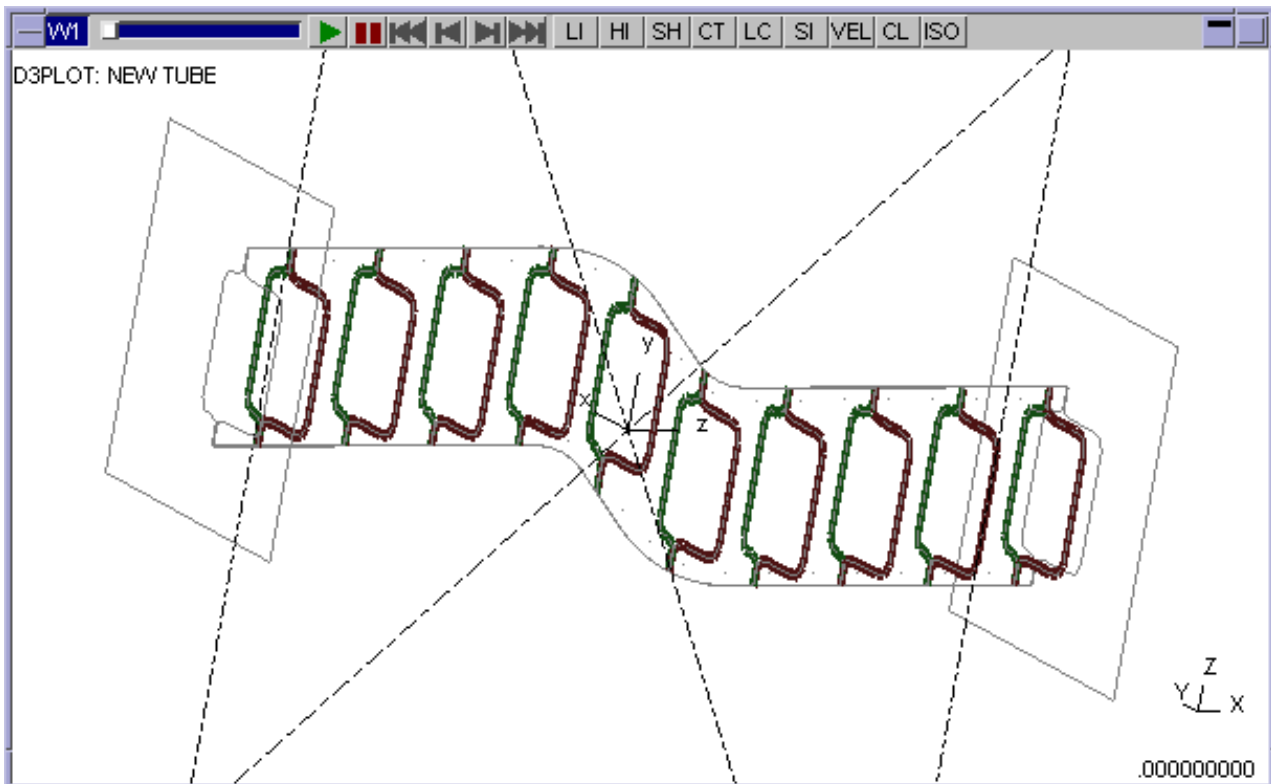 W1 LI HI SH CT LC SI VEL CL ISO
D3PLOT: NEW TUBE
y
x
z
Z
Y X
.000000000